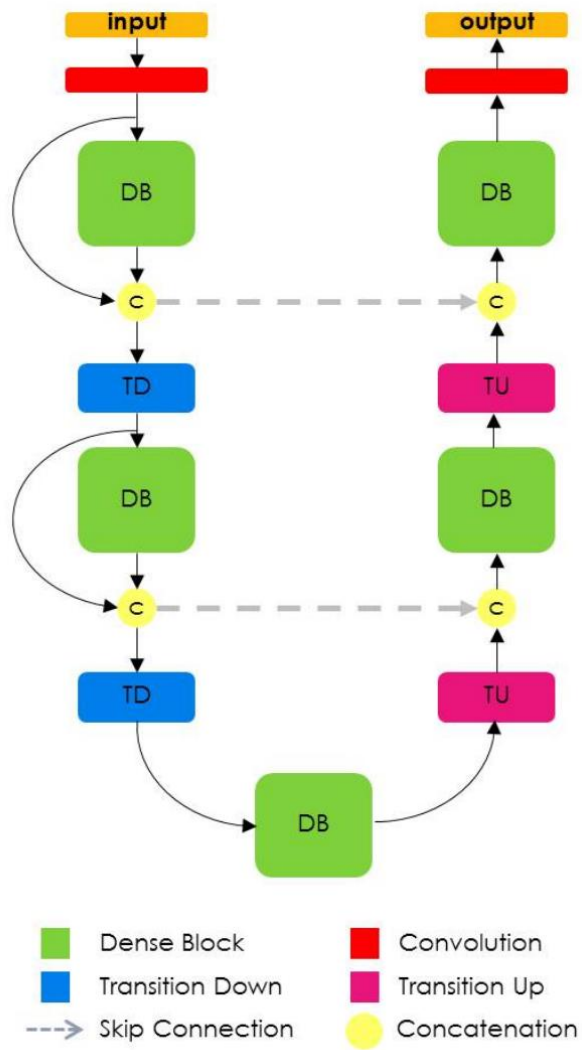 input
output
DB
DB
C
C
TD
TU
DB
DB
C
C
TD
TU
DB
Dense Block
Convolution
Transition Down
Transition Up
Skip Connection
Concatenation